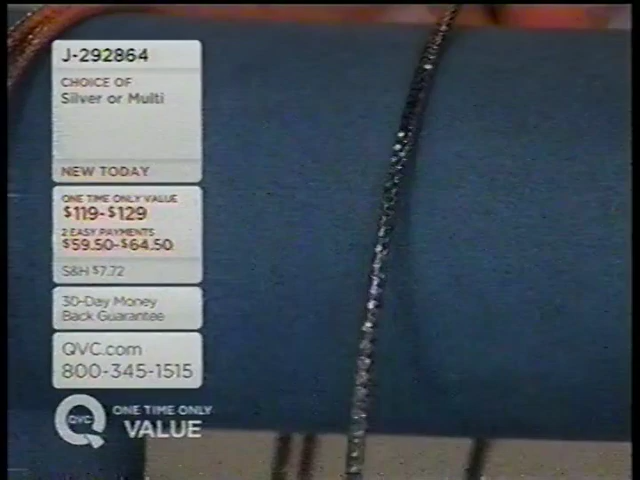 J-292864
CHOICE OF
Silver or Multi
NEW TODAY
ONE TIME ONLY VALUE
$119-$129
2 EASY PAYMENTS
$59.50-$64.50
S&H $7.72
30-Day Money
Back Guarantee
QVC.com
800-345-1515
QVC
ONE TIME ONLY
VALUE